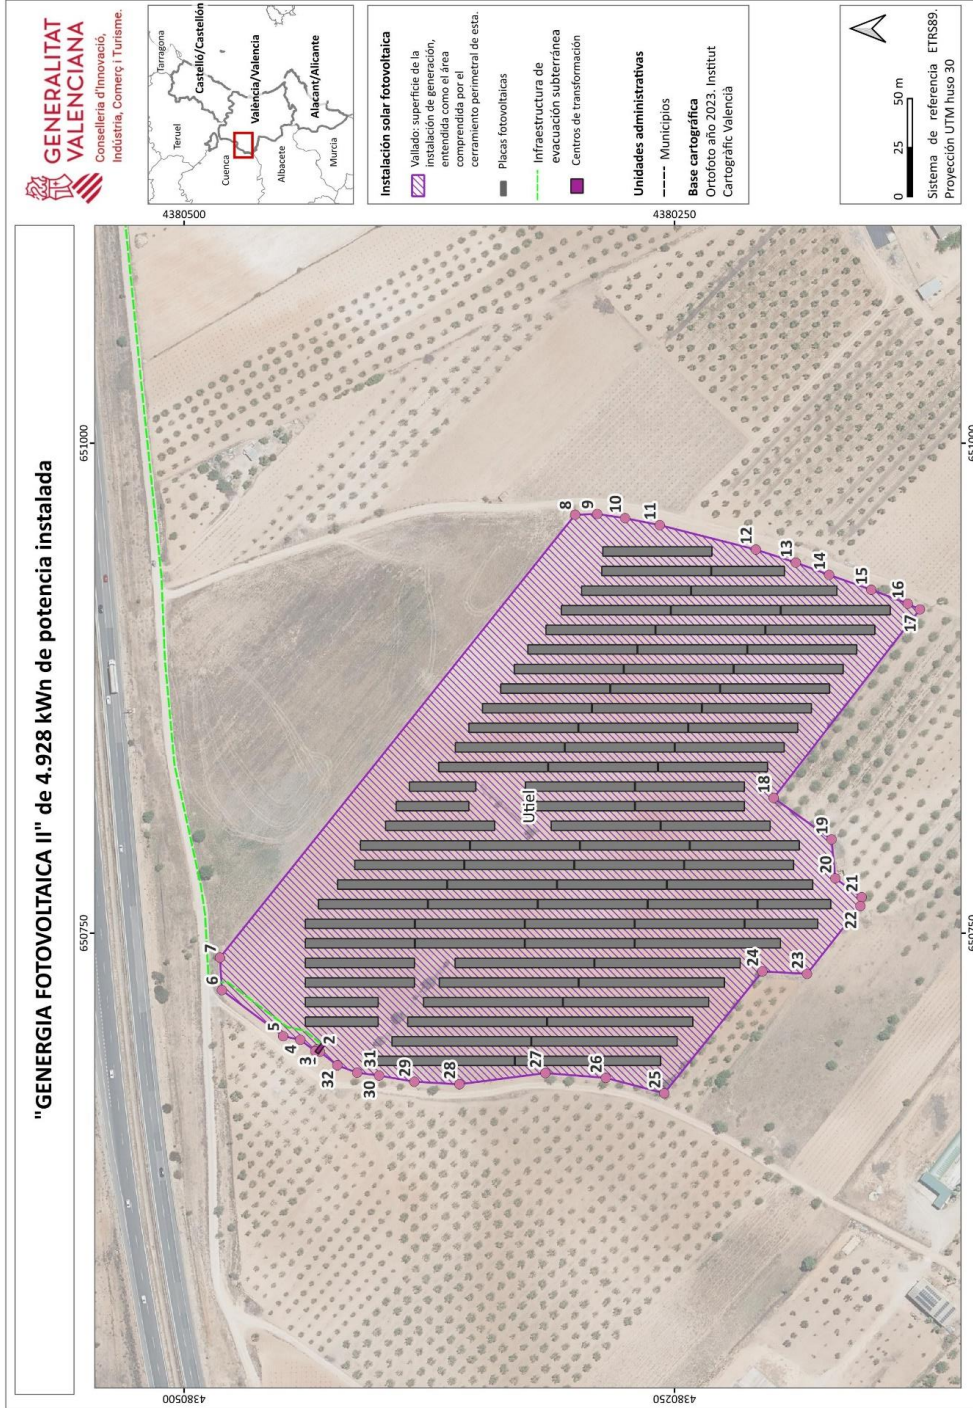 "GENERGIA FOTOVOLTAICA II" de 4.928 kWn de potencia instalada
GENERALITAT
VALENCIANA
Conselleria d'Innovació,
Indústria, Comerç i Turisme.
Tarragona
Teruel
Castelló/Castellón
Cuenca
Valencia/València
Albacete
Alacant/Alicante
Murcia
Instalación solar fotovoltaica
Vallado: superficie de la
instalación de generación,
entendida como el área
comprendida por el
cerramiento perimetral de esta.
Placas fotovoltaicas
Infraestructura de
evacuación subterránea
Centros de transformación
Unidades administrativas
Municipios
Base cartográfica
Ortofoto año 2023. Institut
Cartogràfic Valencià
0 25 50 m
Sistema de referencia ETRS89.
Proyección UTM huso 30
650750
651000
4380500
4380250
4380500
4380250
650750
651000
Utiel
2
3
4
5
6
7
8
9
10
11
12
13
14
15
16
17
18
19
20
21
22
23
24
25
26
27
28
29
30
31
32